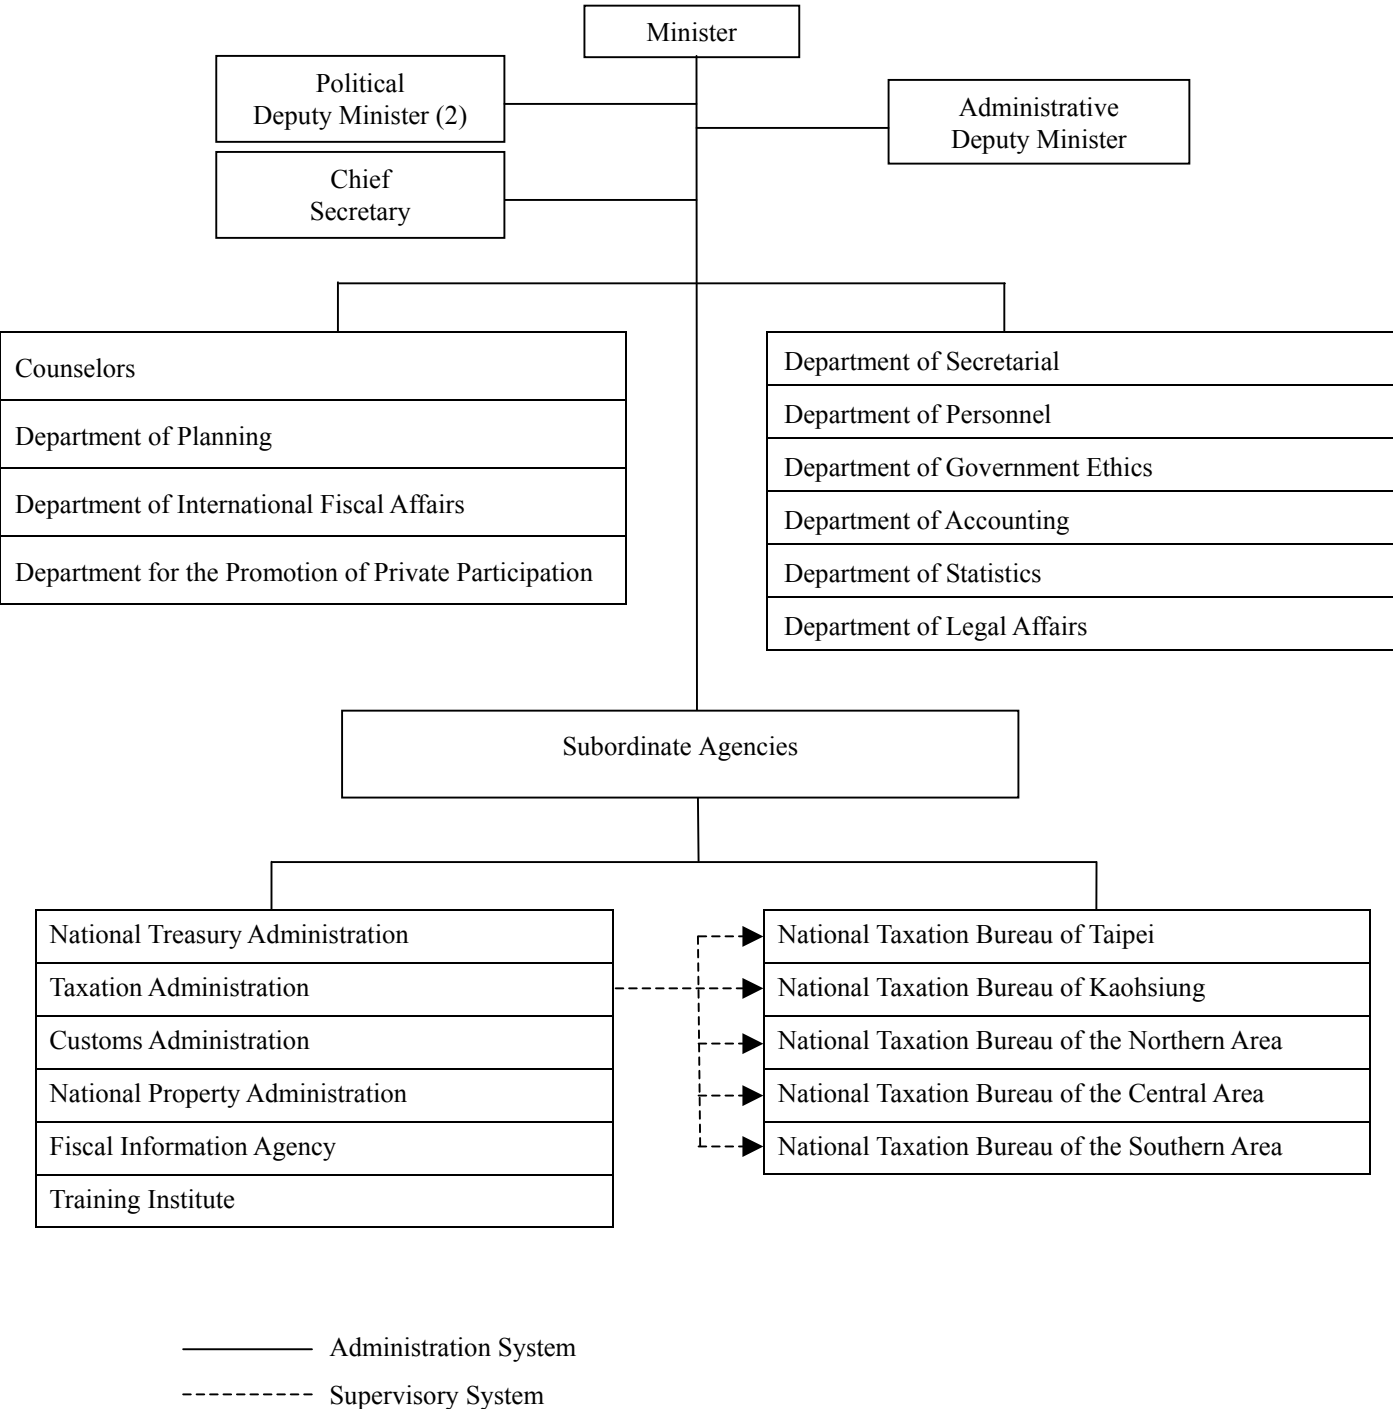 Minister
Political
Deputy Minister (2)
Administrative
Deputy Minister
Chief
Secretary
Counselors
Department of Planning
Department of International Fiscal Affairs
Department for the Promotion of Private Participation
Department of Secretarial
Department of Personnel
Department of Government Ethics
Department of Accounting
Department of Statistics
Department of Legal Affairs
Subordinate Agencies
National Treasury Administration
Taxation Administration
Customs Administration
National Property Administration
Fiscal Information Agency
Training Institute
National Taxation Bureau of Taipei
National Taxation Bureau of Kaohsiung
National Taxation Bureau of the Northern Area
National Taxation Bureau of the Central Area
National Taxation Bureau of the Southern Area
Administration System
Supervisory System